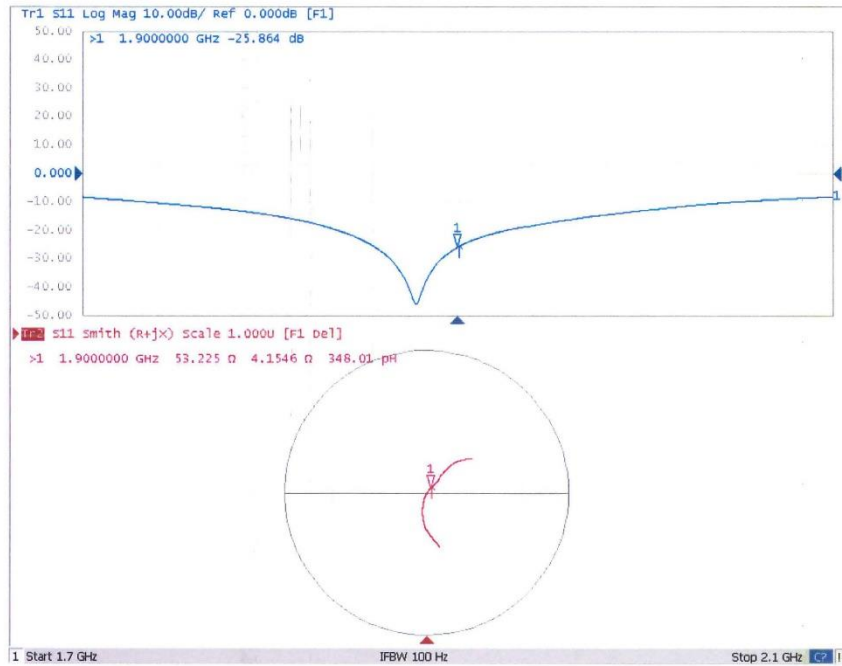 Tr1 S11 Log Mag 10.00dB/ Ref 0.000dB [F1]
50.00
>1 1.9000000 GHz -25.864 dB
40.00
30.00
20.00
10.00
0.000
-10.00
1
1
-20.00
-30.00
-40.00
-50.00
Tr2 S11 Smith (R+jX) Scale 1.000U [F1 Del]
>1 1.9000000 GHz 53.225 Ω 4.1546 Ω 348.01 pH
1
1 Start 1.7 GHz IFBW 100 Hz Stop 2.1 GHz C?